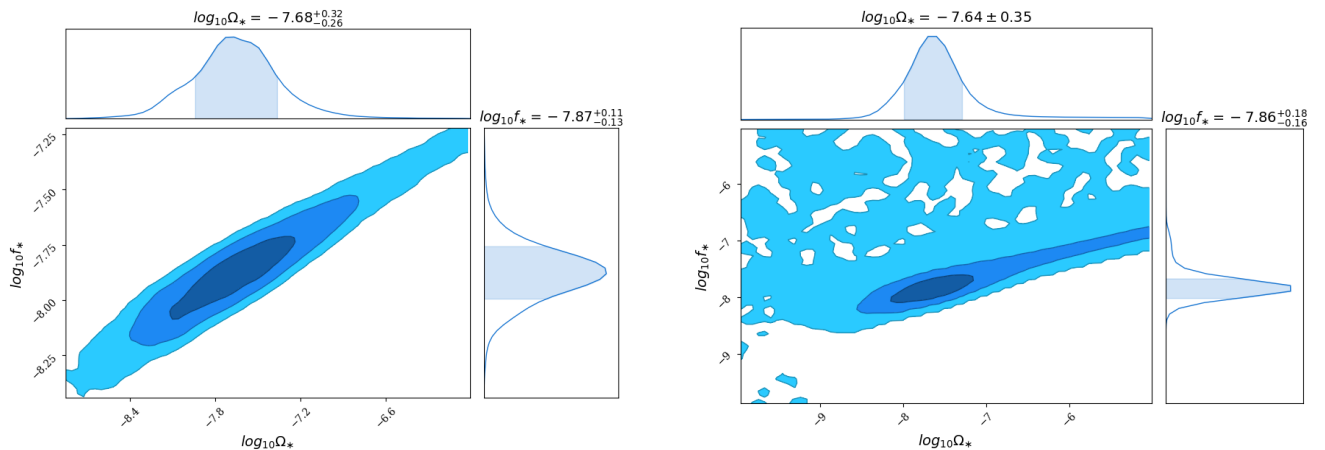 log₁₀Ω∗ = −7.68 +0.32 −0.26
log₁₀f∗ = −7.87 +0.11 −0.13
−7.25
−7.50
−7.75
−8.00
−8.25
log₁₀f∗
−8.4
−7.8
−7.2
−6.6
log₁₀Ω∗
log₁₀Ω∗ = −7.64 ± 0.35
log₁₀f∗ = −7.86 +0.18 −0.16
−6
−7
−8
−9
log₁₀f∗
−9
−8
−7
−6
log₁₀Ω∗